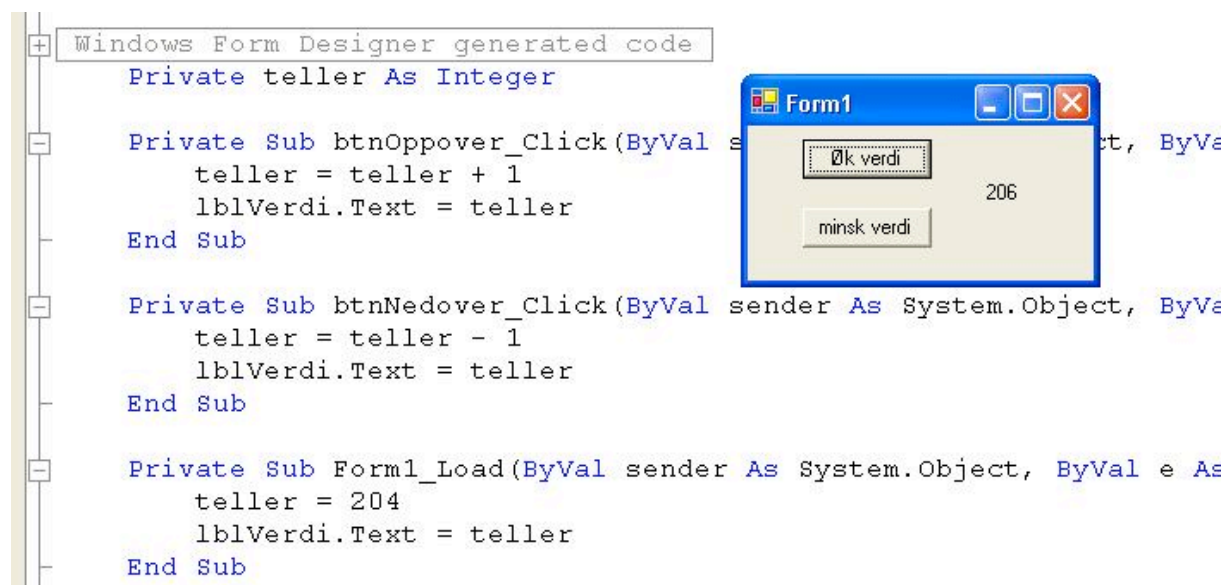 Windows Form Designer generated code
Private teller As Integer
Private Sub btnOppover_Click(ByVal s
ct, ByVa
teller = teller + 1
lblVerdi.Text = teller
End Sub
Private Sub btnNedover_Click(ByVal sender As System.Object, ByVa
teller = teller - 1
lblVerdi.Text = teller
End Sub
Private Sub Form1_Load(ByVal sender As System.Object, ByVal e As
teller = 204
lblVerdi.Text = teller
End Sub
Form1
Øk verdi
206
minsk verdi